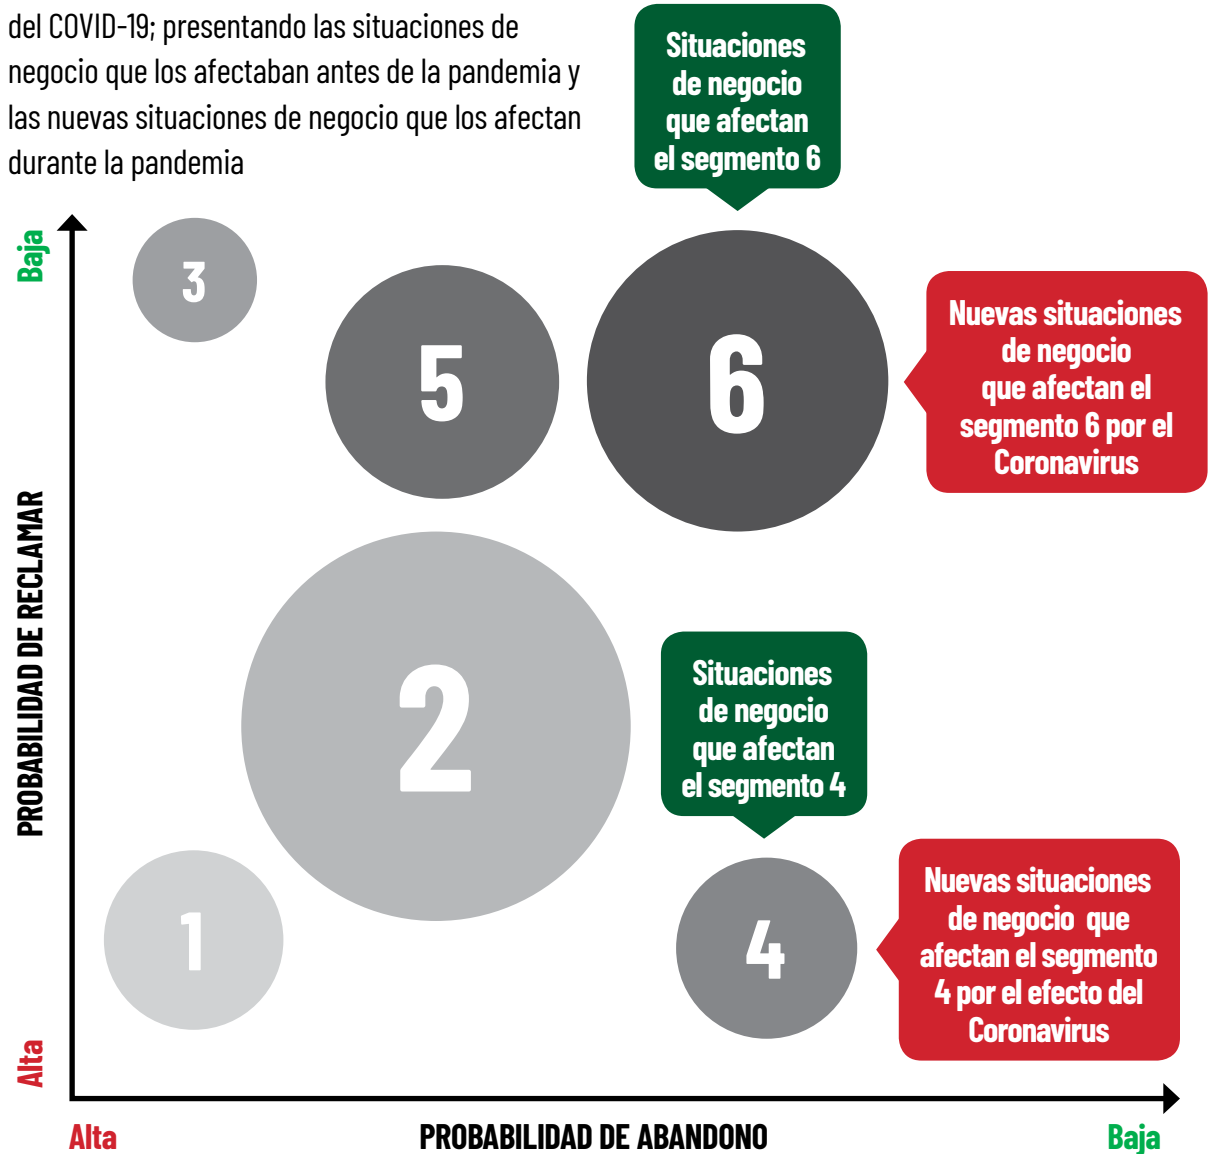 del COVID-19; presentando las situaciones de
negocio que los afectaban antes de la pandemia y
las nuevas situaciones de negocio que los afectan
durante la pandemia
Situaciones
de negocio
que afectan
el segmento 6
Baja
3
5
6
Nuevas situaciones
de negocio
que afectan el
segmento 6 por el
Coronavirus
PROBABILIDAD DE RECLAMAR
2
Situaciones
de negocio
que afectan
el segmento 4
1
4
Nuevas situaciones
de negocio que
afectan el segmento
4 por el efecto del
Coronavirus
Alta
Alta
PROBABILIDAD DE ABANDONO
Baja